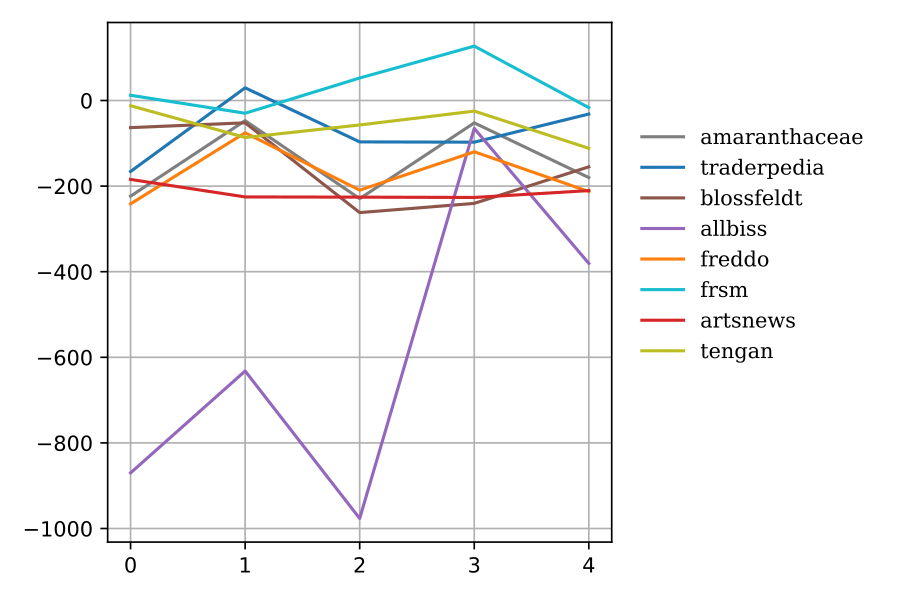 0
−200
−400
−600
−800
−1000
0 1 2 3 4
amaranthaceae
traderpedia
blossfeldt
allbiss
freddo
frsm
artsnews
tengan